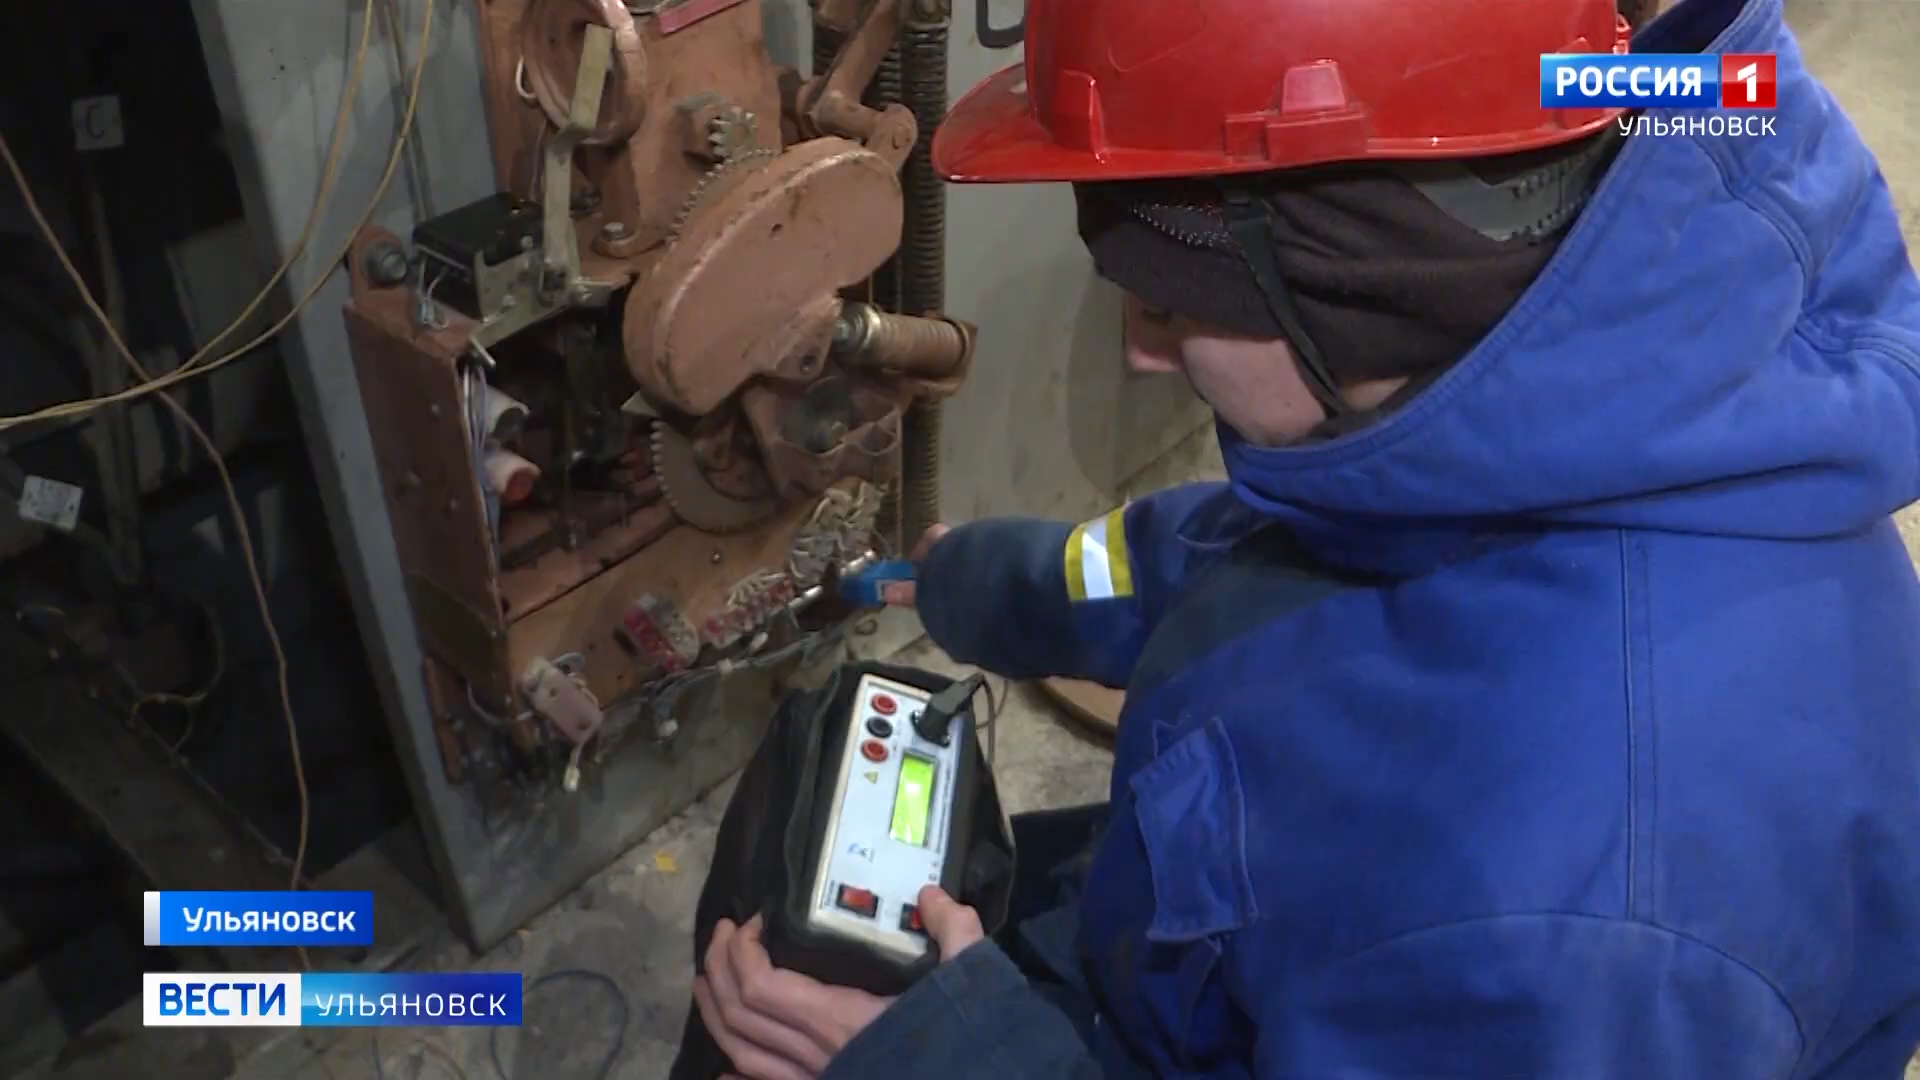 РОССИЯ 1
УЛЬЯНОВСК
С
Ульяновск
ВЕСТИ УЛЬЯНОВСК